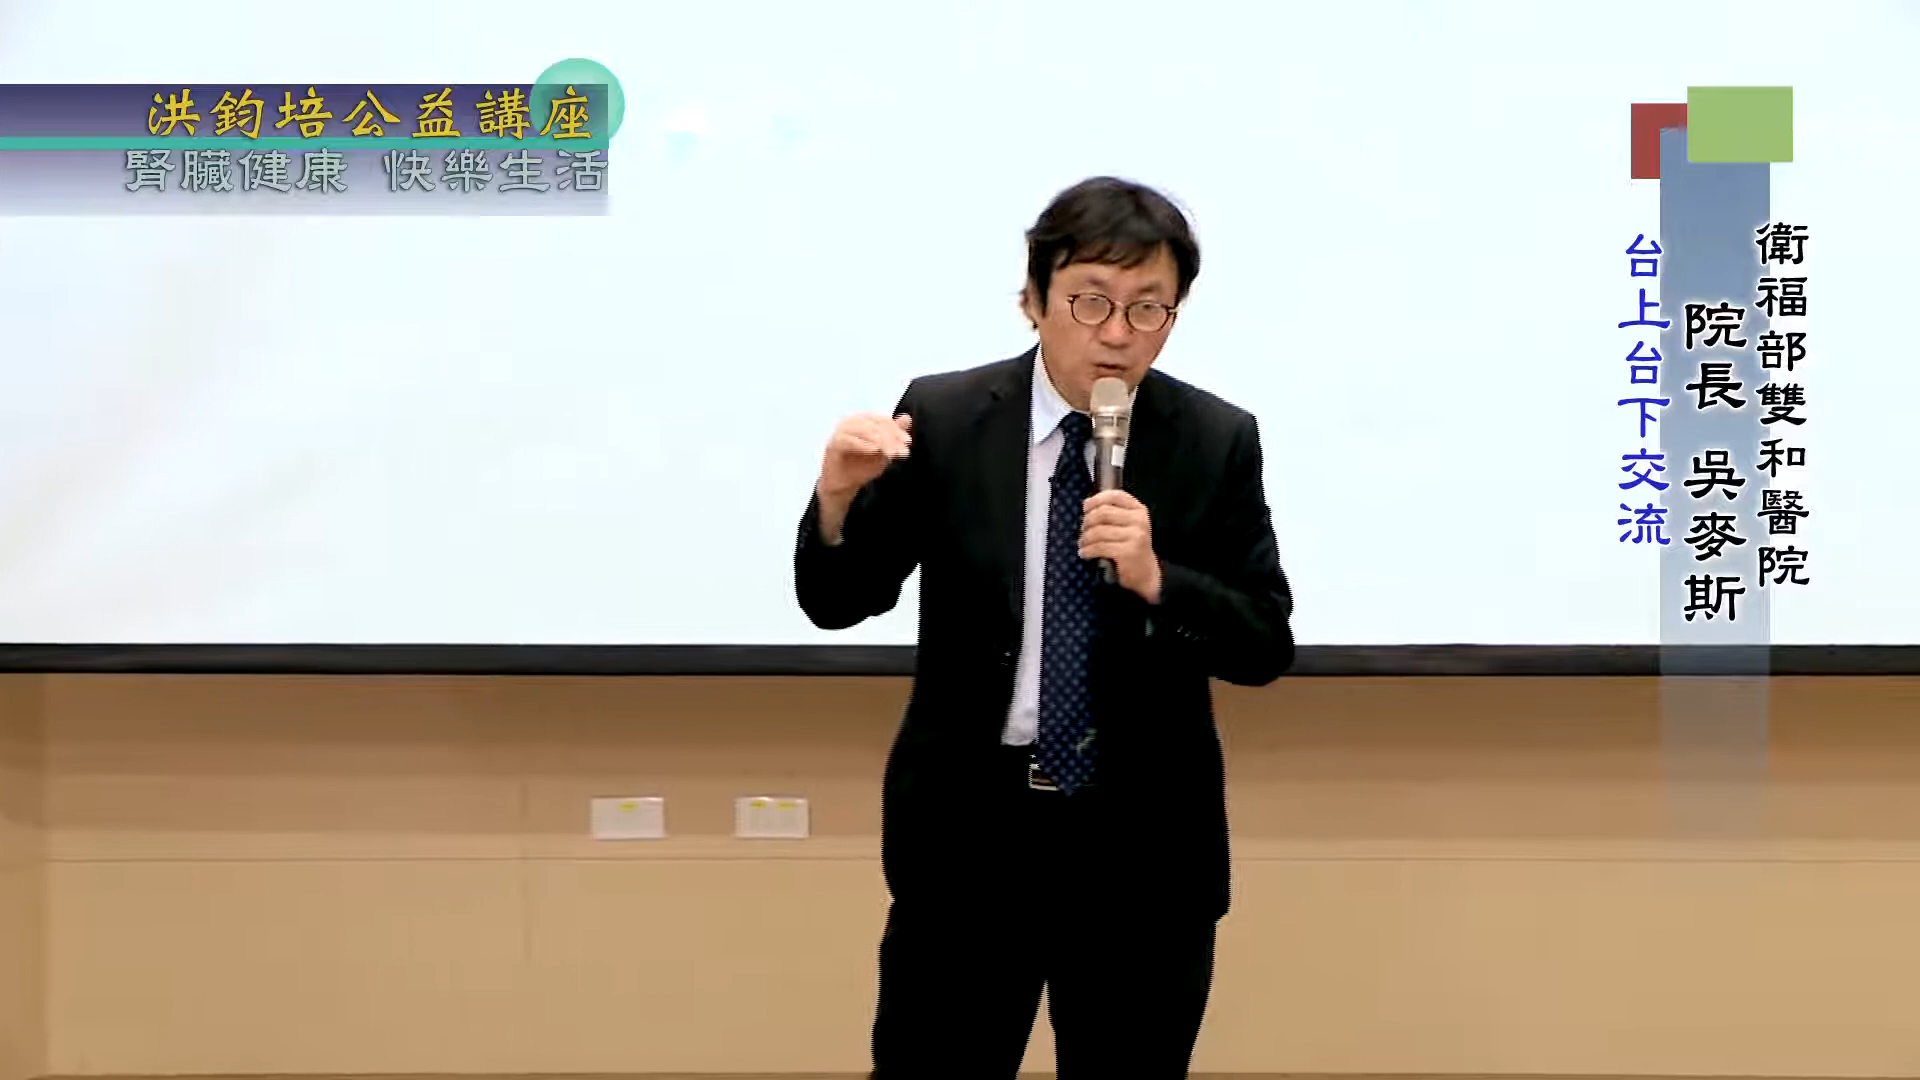 洪鈞培公益講座
腎臟健康 快樂生活
衛福部雙和醫院
院長 吳麥斯
台上台下交流